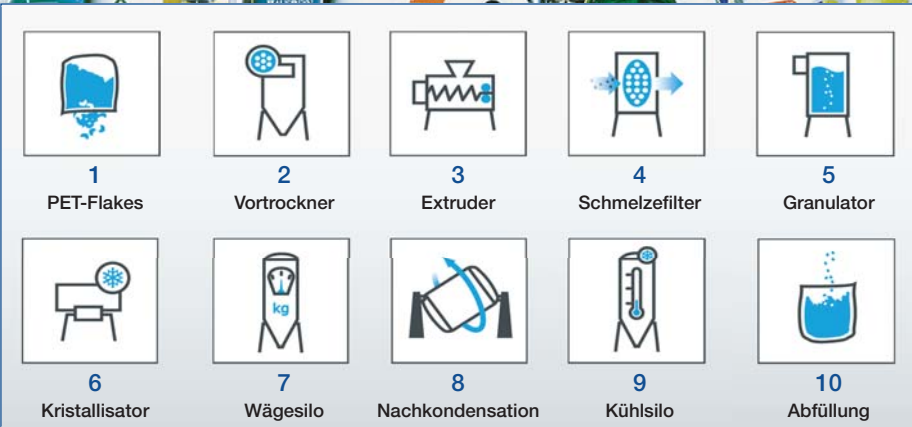 1 2 3 4 5
PET-Flakes Vortrockner Extruder Schmelzefilter Granulator
kg
6 7 8 9 10
Kristallisator Wägesilo Nachkondensation Kühlsilo Abfüllung